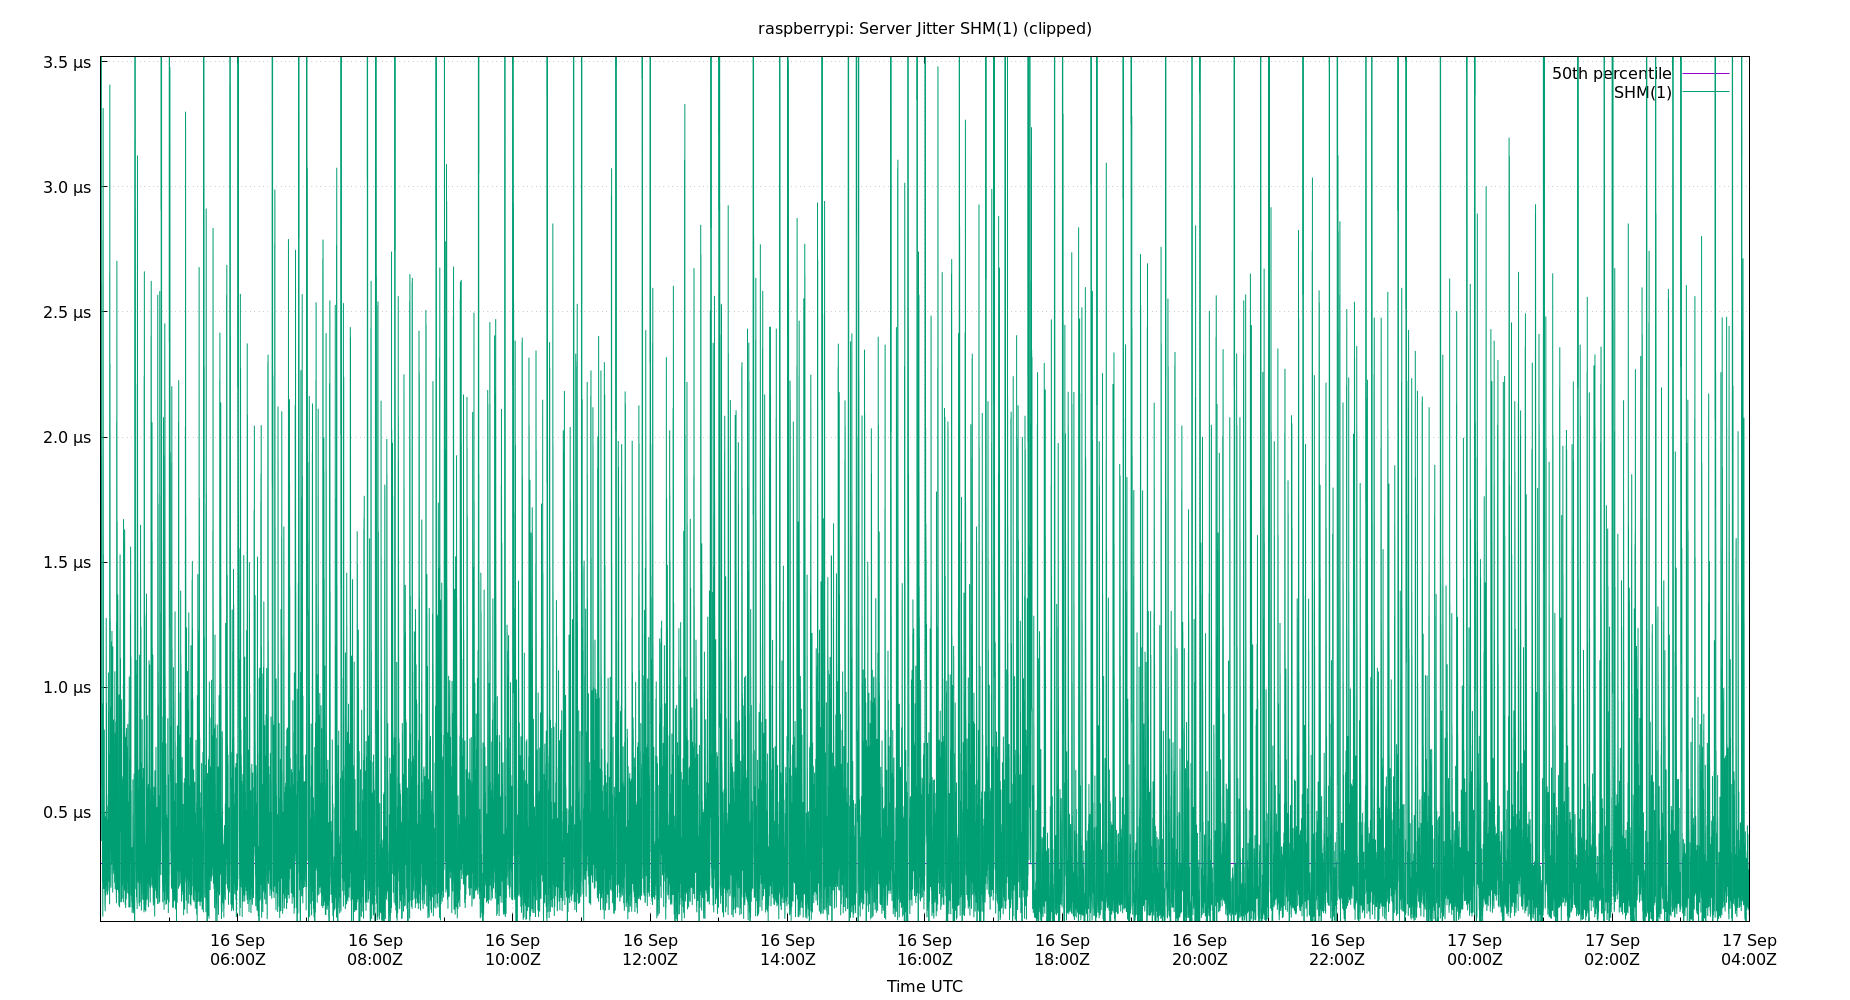 raspberrypi: Server Jitter SHM(1) (clipped)
3.5 µs
50th percentile
SHM(1)
3.0 µs
2.5 µs
2.0 µs
1.5 µs
1.0 µs
0.5 µs
16 Sep 16 Sep 16 Sep 16 Sep 16 Sep 16 Sep 16 Sep 16 Sep 16 Sep 17 Sep 17 Sep 17 Sep
06:00Z 08:00Z 10:00Z 12:00Z 14:00Z 16:00Z 18:00Z 20:00Z 22:00Z 00:00Z 02:00Z 04:00Z
Time UTC